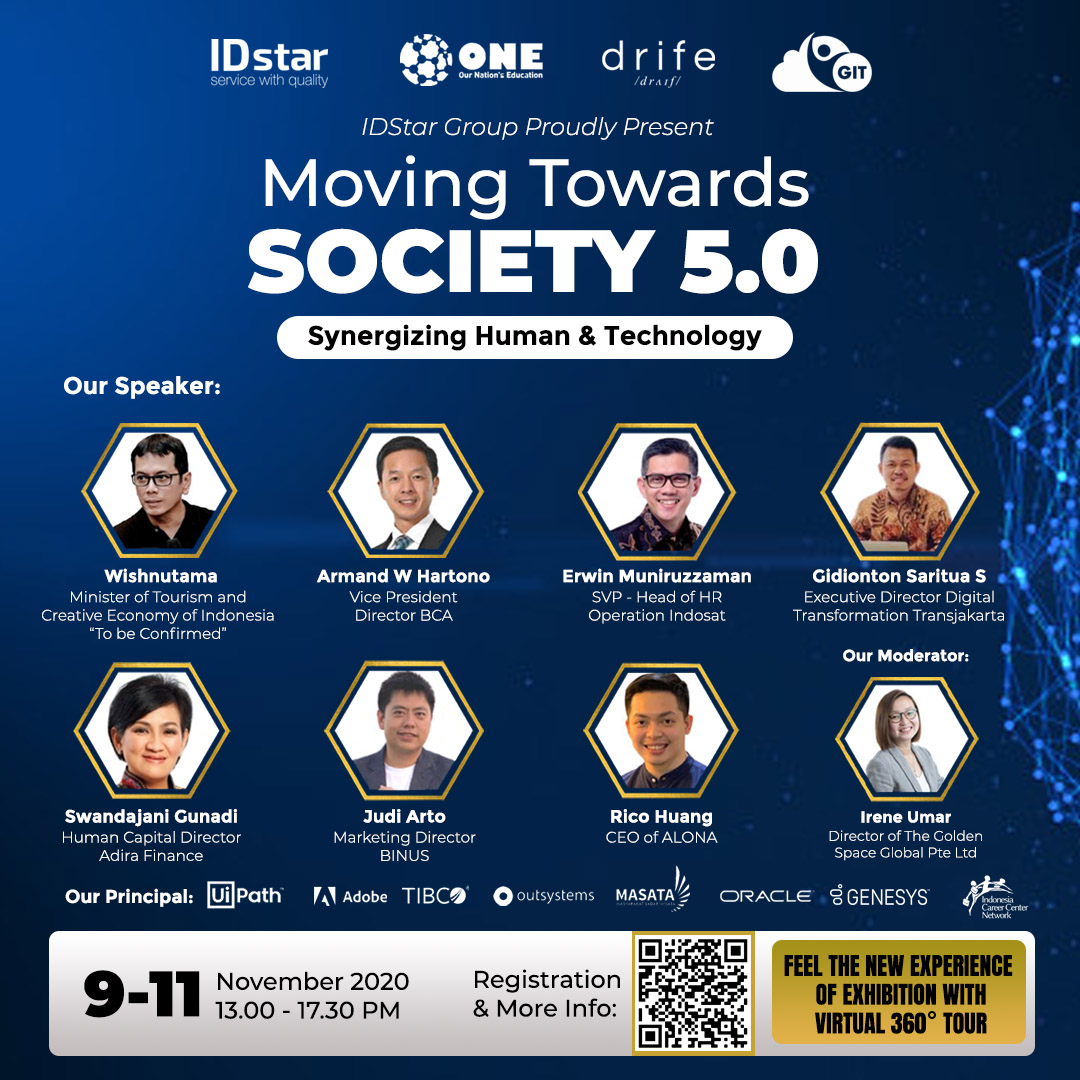 IDstar
service with quality
ONE
Our Nation's Education
drife
/draɪf/
GIT
IDStar Group Proudly Present
Moving Towards
SOCIETY 5.0
Synergizing Human & Technology
Our Speaker:
Wishnutama
Minister of Tourism and
Creative Economy of Indonesia
“To be Confirmed”
Armand W Hartono
Vice President
Director BCA
Erwin Muniruzzaman
SVP - Head of HR
Operation Indosat
Gidionton Saritua S
Executive Director Digital
Transformation Transjakarta
Swandajani Gunadi
Human Capital Director
Adira Finance
Judi Arto
Marketing Director
BINUS
Rico Huang
CEO of ALONA
Our Moderator:
Irene Umar
Director of The Golden
Space Global Pte Ltd
Our Principal:
UiPath™
Adobe
TIBCO
outsystems
MASATA
ORACLE
GENESYS
Indonesia
Career Center
Network
9-11
November 2020
13.00 - 17.30 PM
Registration
& More Info:
FEEL THE NEW EXPERIENCE
OF EXHIBITION WITH
VIRTUAL 360° TOUR